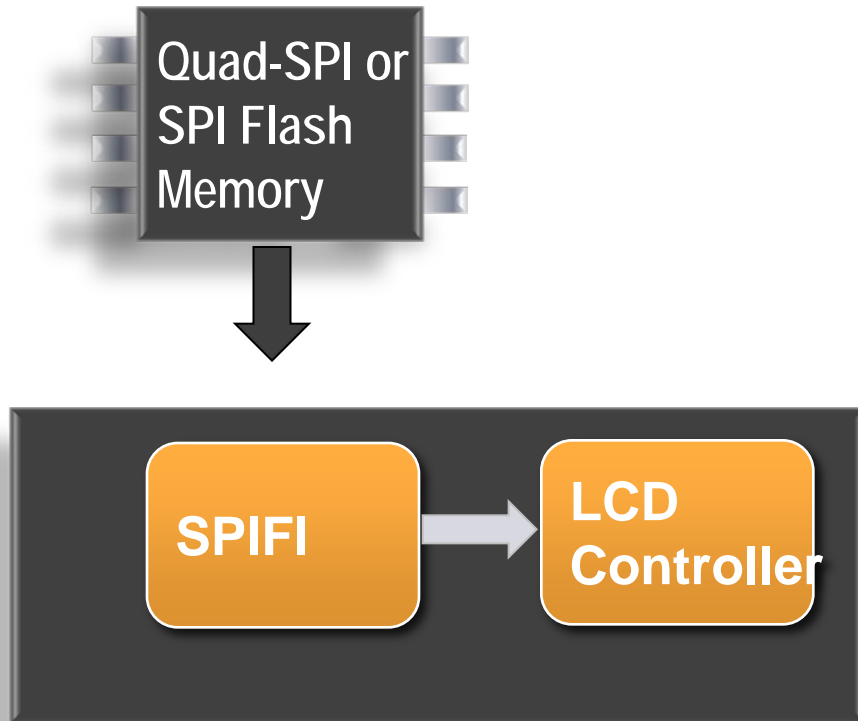 Quad-SPI or
SPI Flash
Memory
SPIFI
LCD
Controller